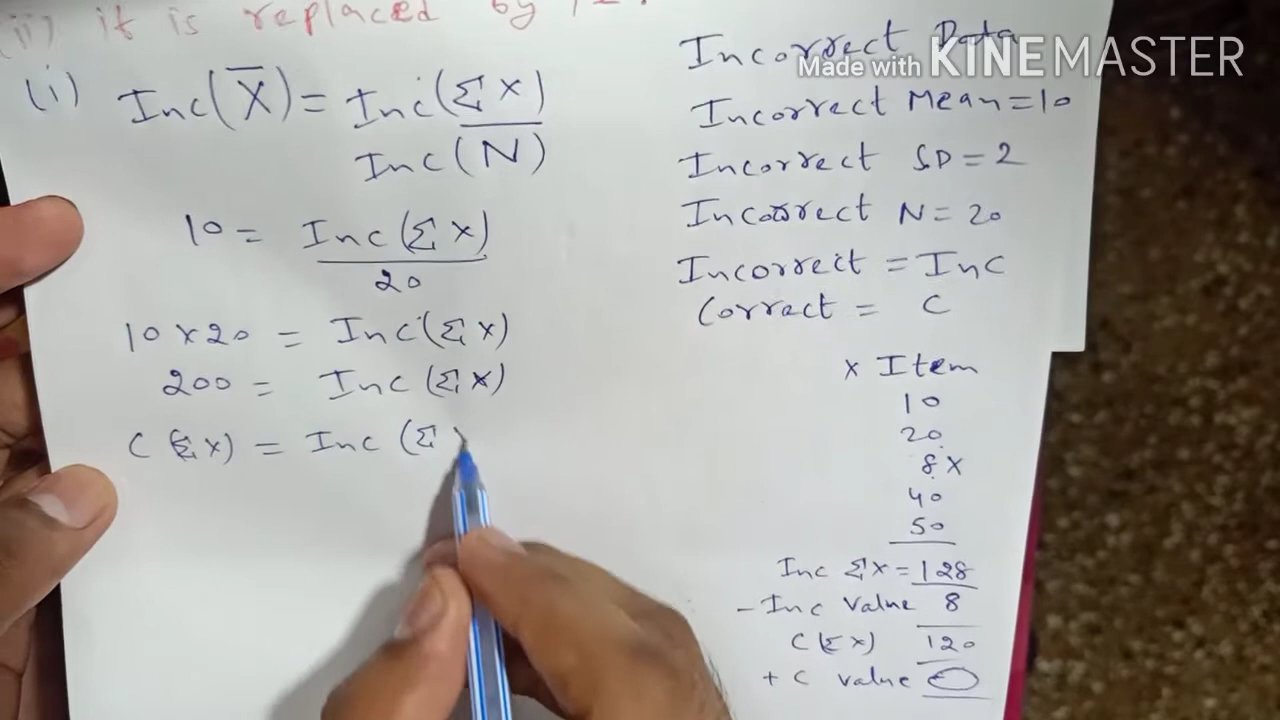 (ii) it is replaced by 12.
(i) Inc(X̅) = Inc(Σx)
Inc(N)
10 = Inc(Σx)
20
10 x 20 = Inc(Σx)
200 = Inc(Σx)
C(Σx) = Inc(Σ
Incorrect Data
Made with KINEMASTER
Incorrect Mean = 10
Incorrect SD = 2
Incorrect N = 20
Incorrect = Inc
Correct = C
x Item
10
20
8 x
40
50
Inc Σx = 128
- Inc Value 8
C(Σx) 120
+ C value